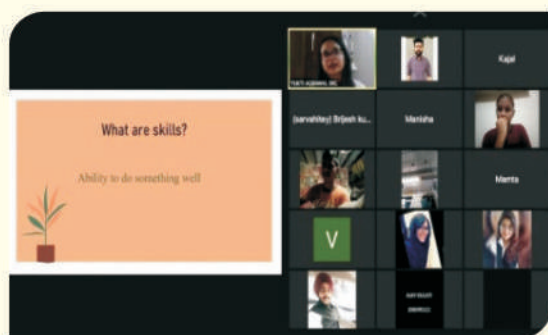 What are skills?
Ability to do something well
Kajal
(sarvahitey) Brijesh ku...
Manisha
Mamta
V